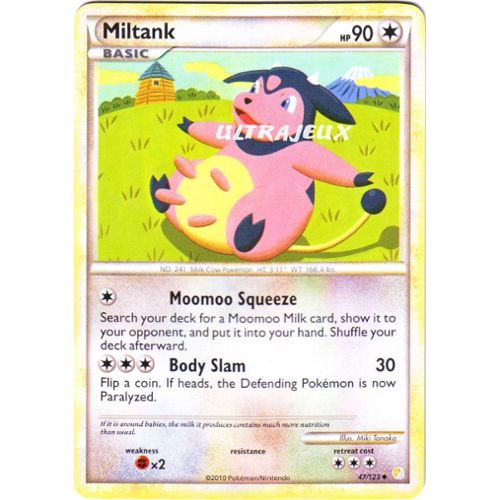 Miltank
HP 90
BASIC
ULTRAJEUX
NO. 241 Milk Cow Pokémon HT. 3'11" WT. 166.4 lbs.
Moomoo Squeeze
Search your deck for a Moomoo Milk card, show it to
your opponent, and put it into your hand. Shuffle your
deck afterward.
Body Slam 30
Flip a coin. If heads, the Defending Pokémon is now
Paralyzed.
If it is around babies, the milk it produces contains much more nutrition
than usual.
Illus. Miki Tanaka
weakness resistance retreat cost
×2
47/123
©2010 Pokémon/Nintendo